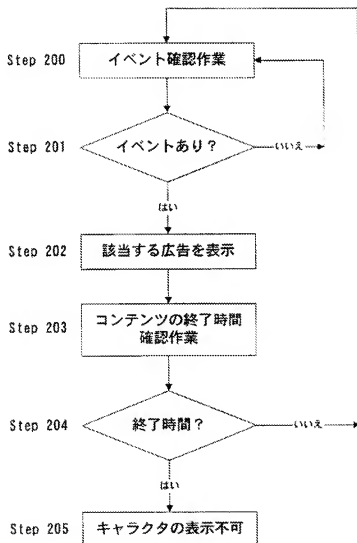 Step 200 イベント確認作業
Step 201 イベントあり? いいえ
はい
Step 202 該当する広告を表示
Step 203 コンテンツの終了時間
確認作業
Step 204 終了時間? いいえ
はい
Step 205 キャラクタの表示不可